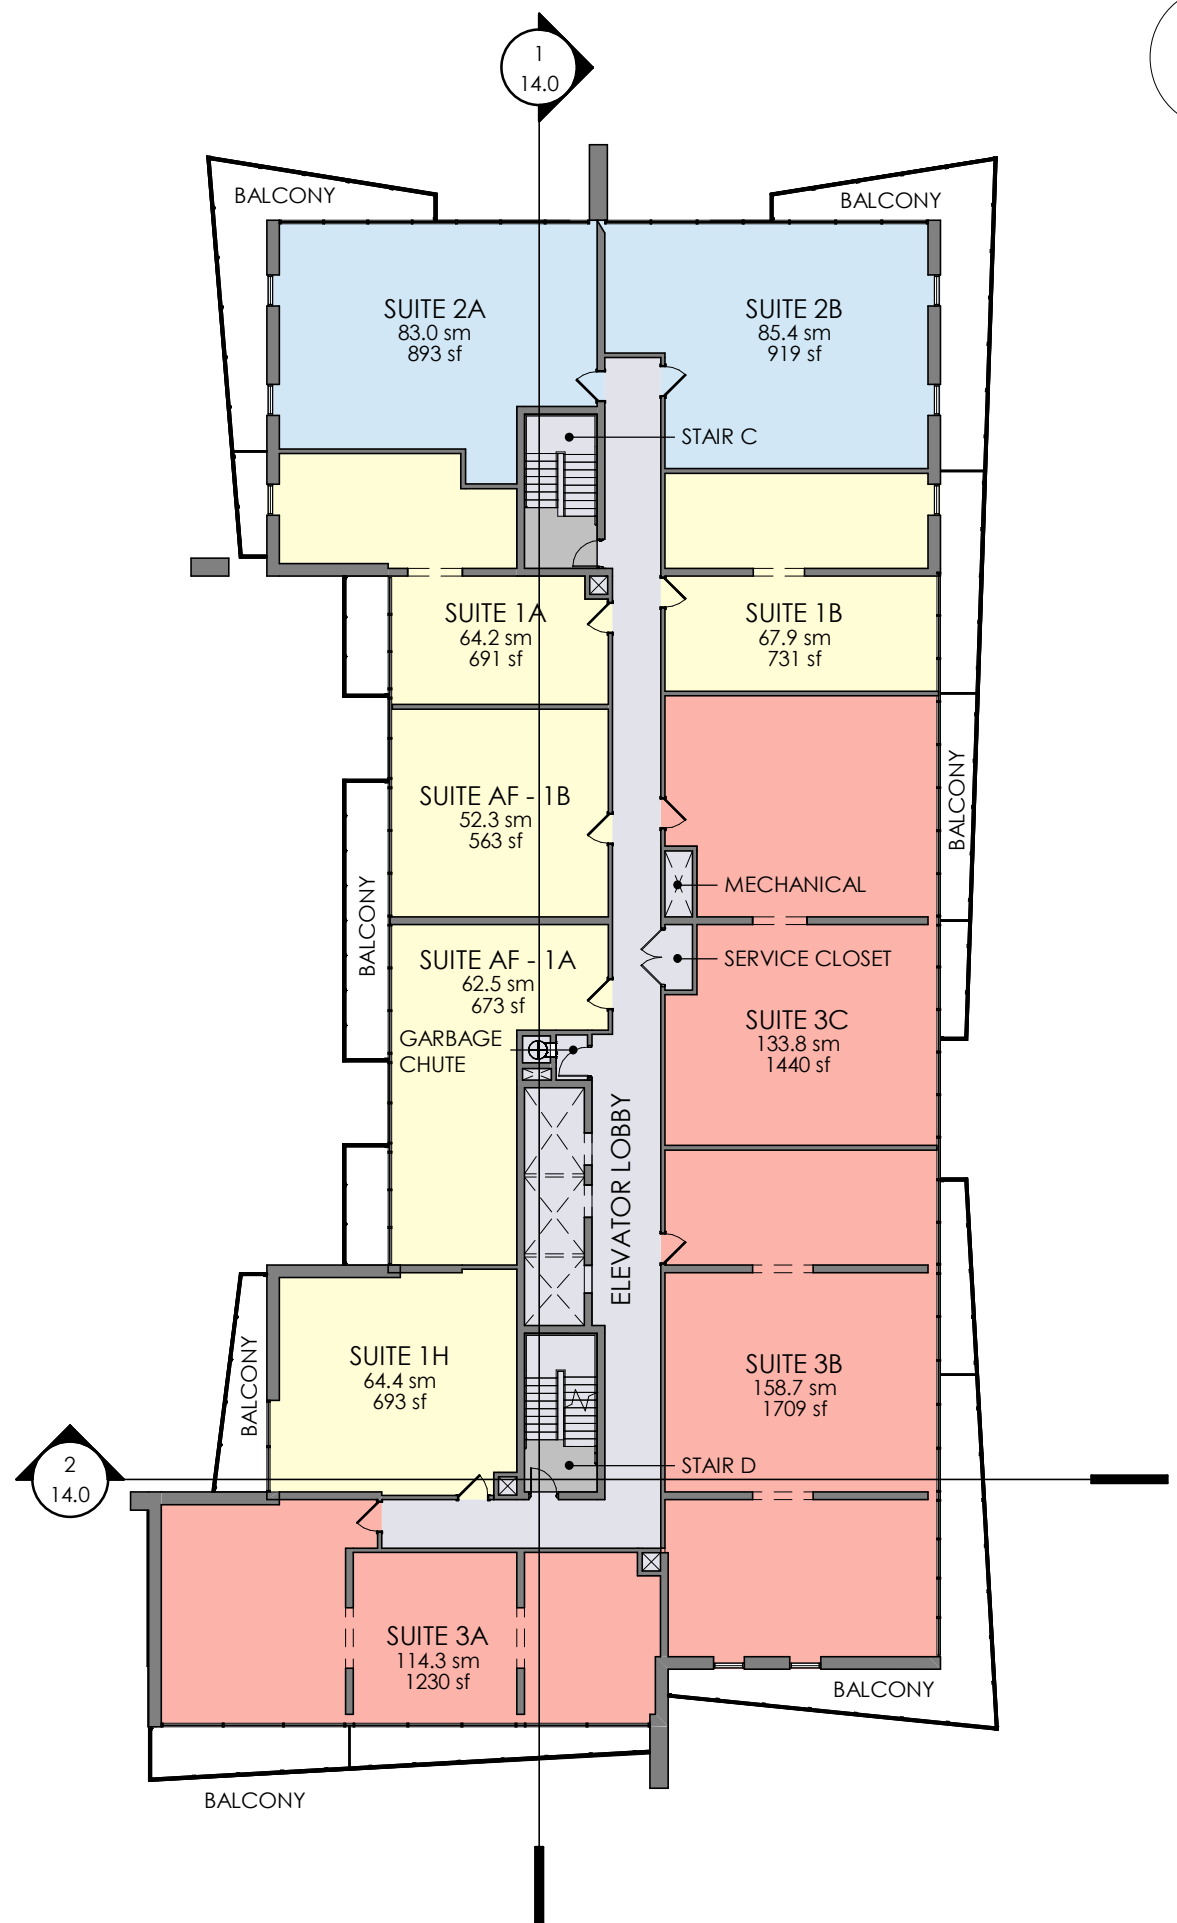 1
14.0
BALCONY
BALCONY
SUITE 2A
83.0 sm
893 sf
SUITE 2B
85.4 sm
919 sf
STAIR C
SUITE 1A
64.2 sm
691 sf
SUITE 1B
67.9 sm
731 sf
SUITE AF - 1B
52.3 sm
563 sf
BALCONY
MECHANICAL
BALCONY
SUITE AF - 1A
62.5 sm
673 sf
SERVICE CLOSET
SUITE 3C
133.8 sm
1440 sf
GARBAGE
CHUTE
ELEVATOR LOBBY
SUITE 1H
64.4 sm
693 sf
BALCONY
SUITE 3B
158.7 sm
1709 sf
2
14.0
STAIR D
SUITE 3A
114.3 sm
1230 sf
BALCONY
BALCONY